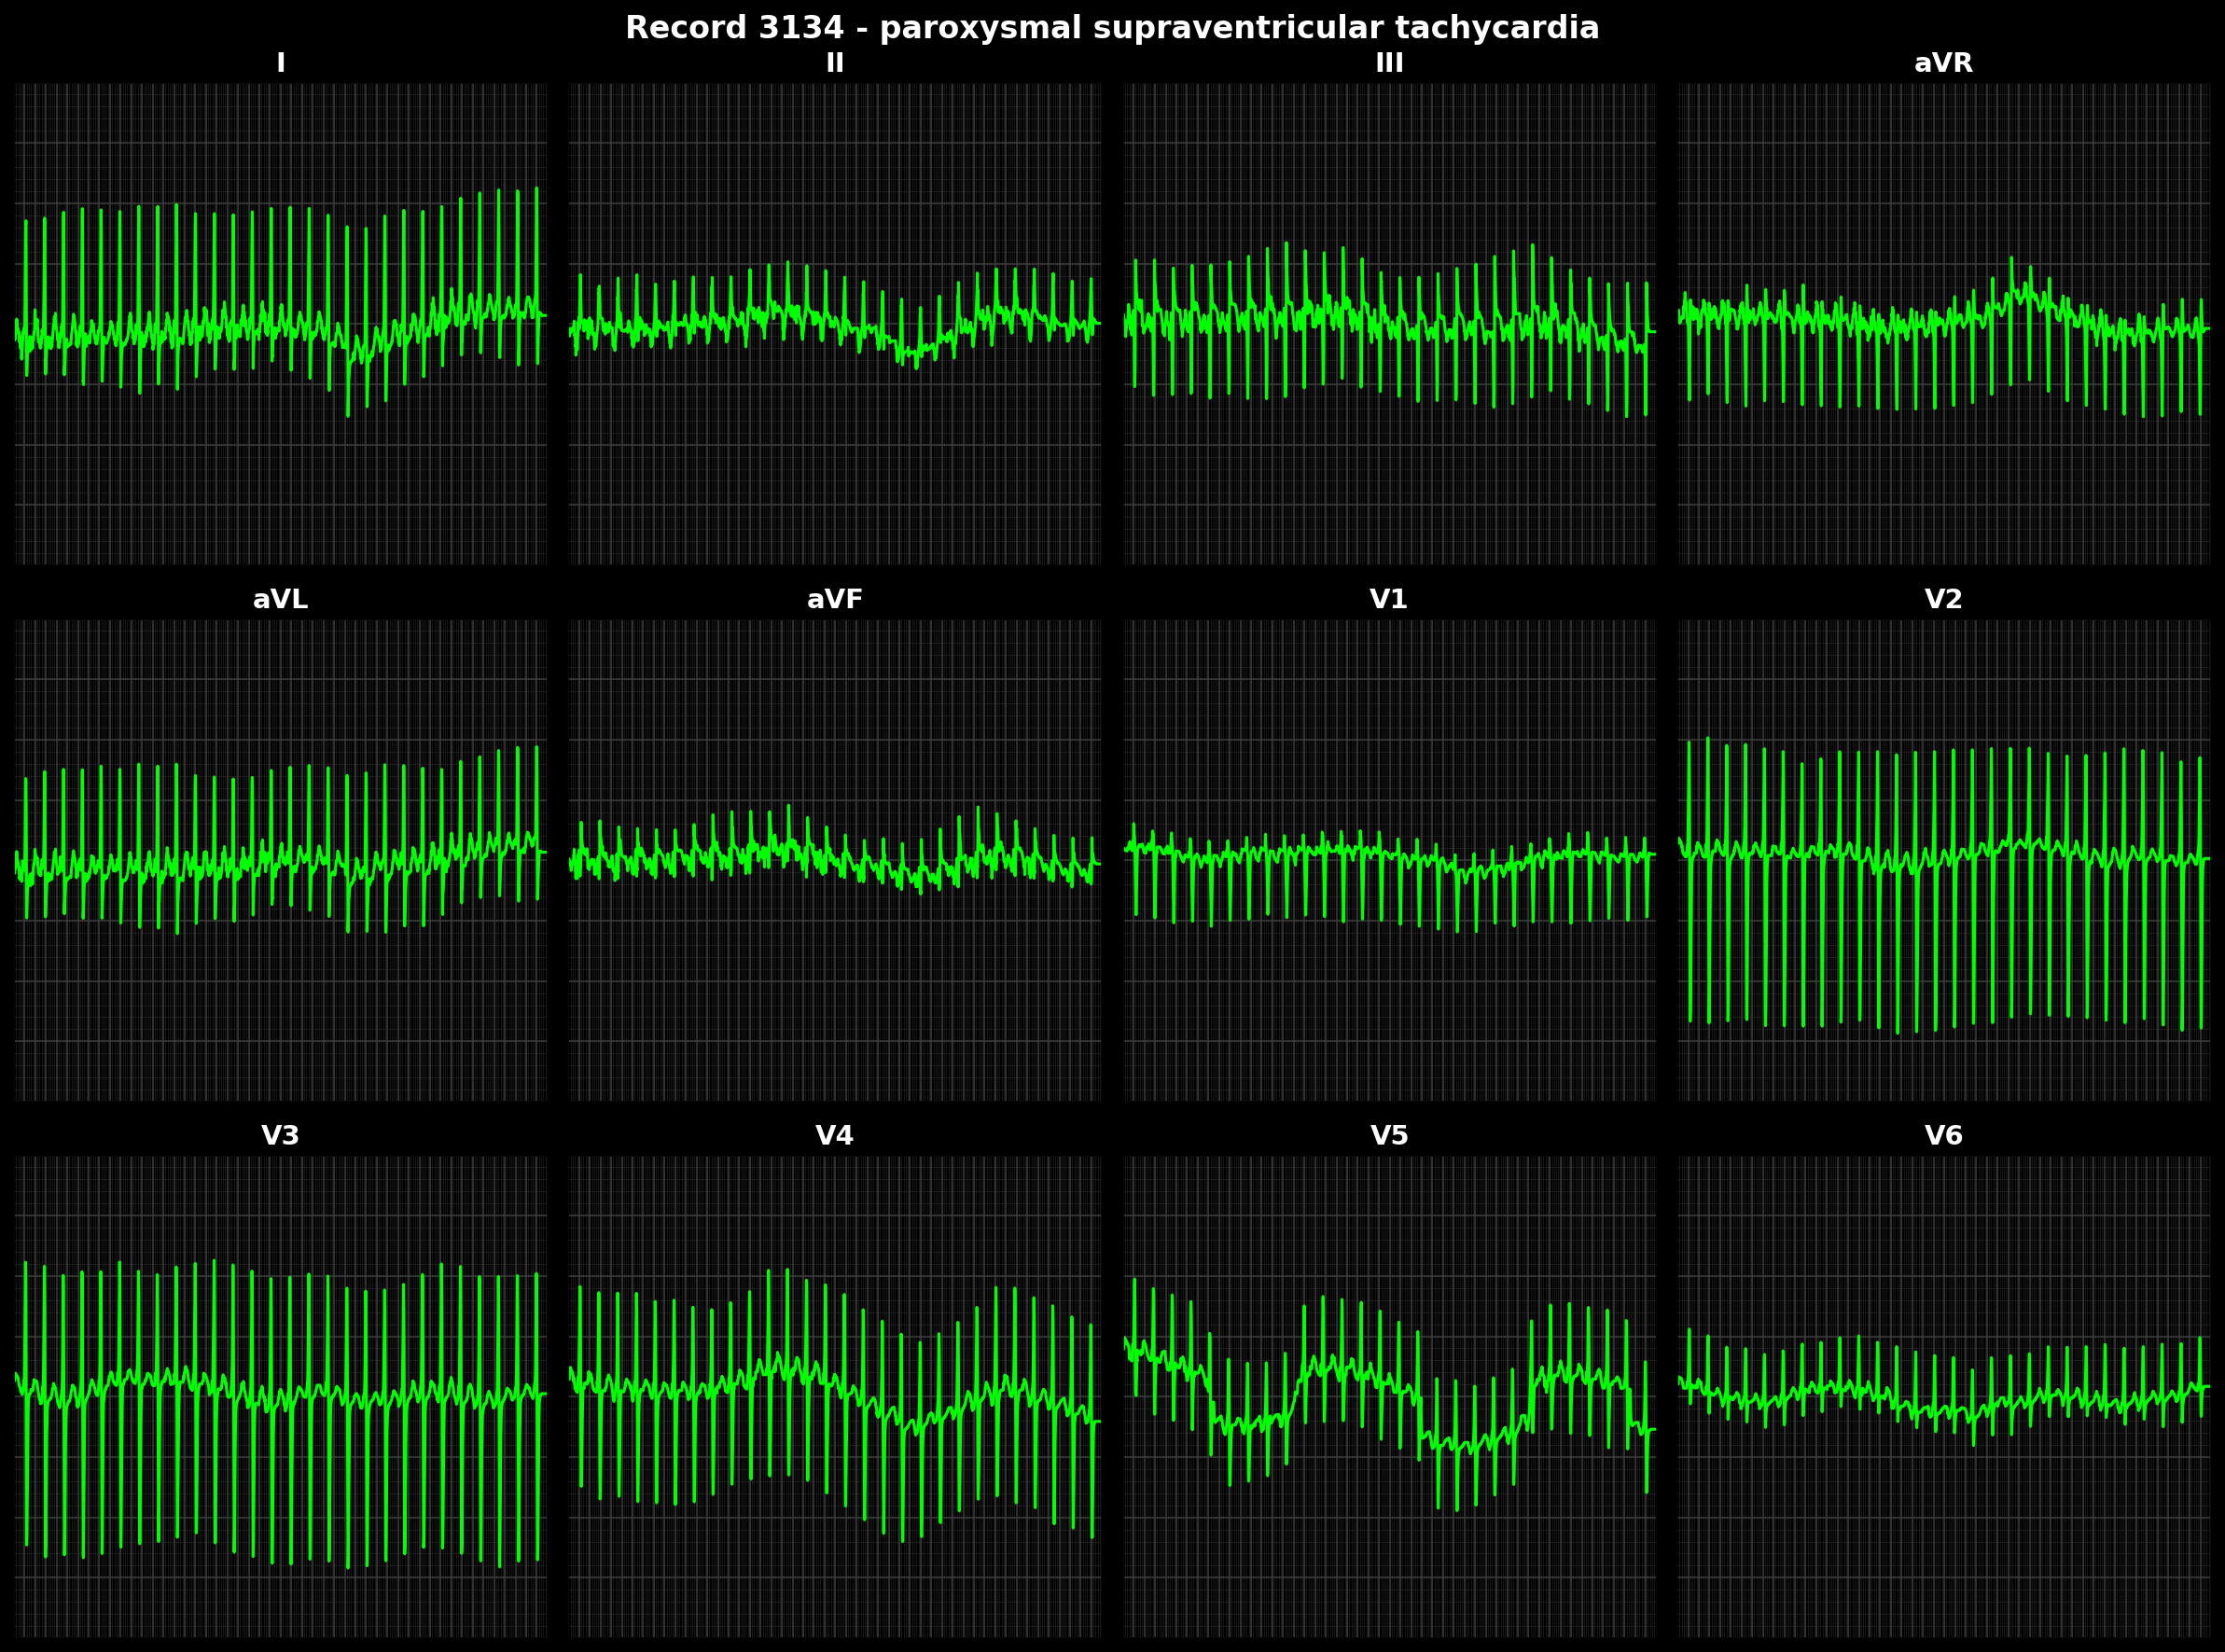 Record 3134 - paroxysmal supraventricular tachycardia
I
II
III
aVR
aVL
aVF
V1
V2
V3
V4
V5
V6